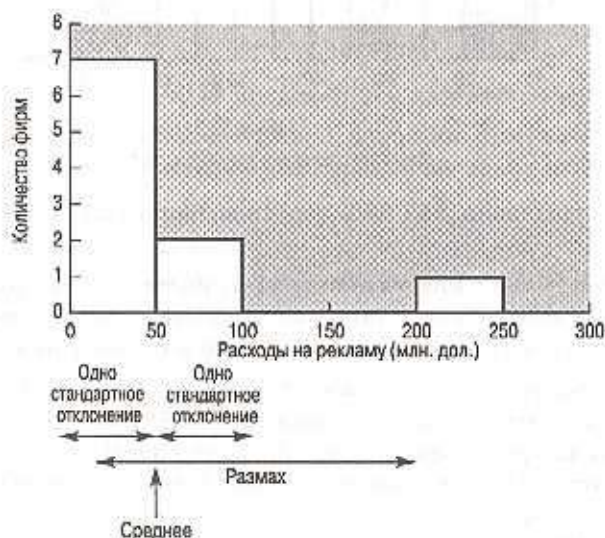 8
7
6
5
4
3
2
1
0
Количество фирм
0 50 100 150 200 250 300
Расходы на рекламу (млн. дол.)
Одно
стандартное
отклонение
Одно
стандартное
отклонение
Размах
Среднее